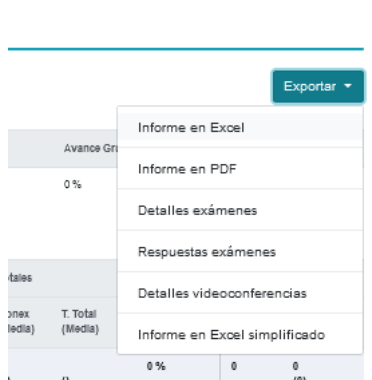 Exportar
Informe en Excel
Avance
Informe en PDF
0 %
Detalles exámenes
Respuestas exámenes
Detalles videoconferencias
T. Total
(Media)
Informe en Excel simplificado
0 % 0 0